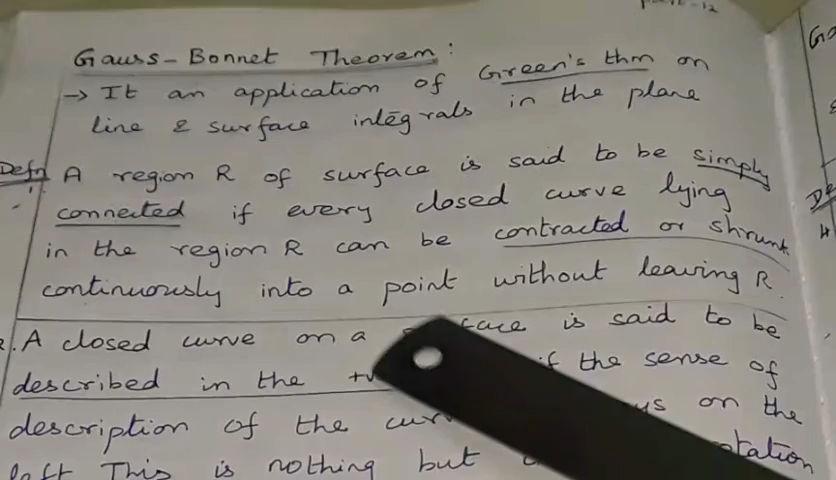 Part-12
Gauss-Bonnet Theorem:
→ It an application of Green's thm on
line & surface integrals in the plane
Defn A region R of surface is said to be simply
connected if every closed curve lying
in the region R can be contracted or shrunk
continuously into a point without leaving R.
2. A closed curve on a is said to be
described in the if the sense of
description of the on the
left This is nothing but